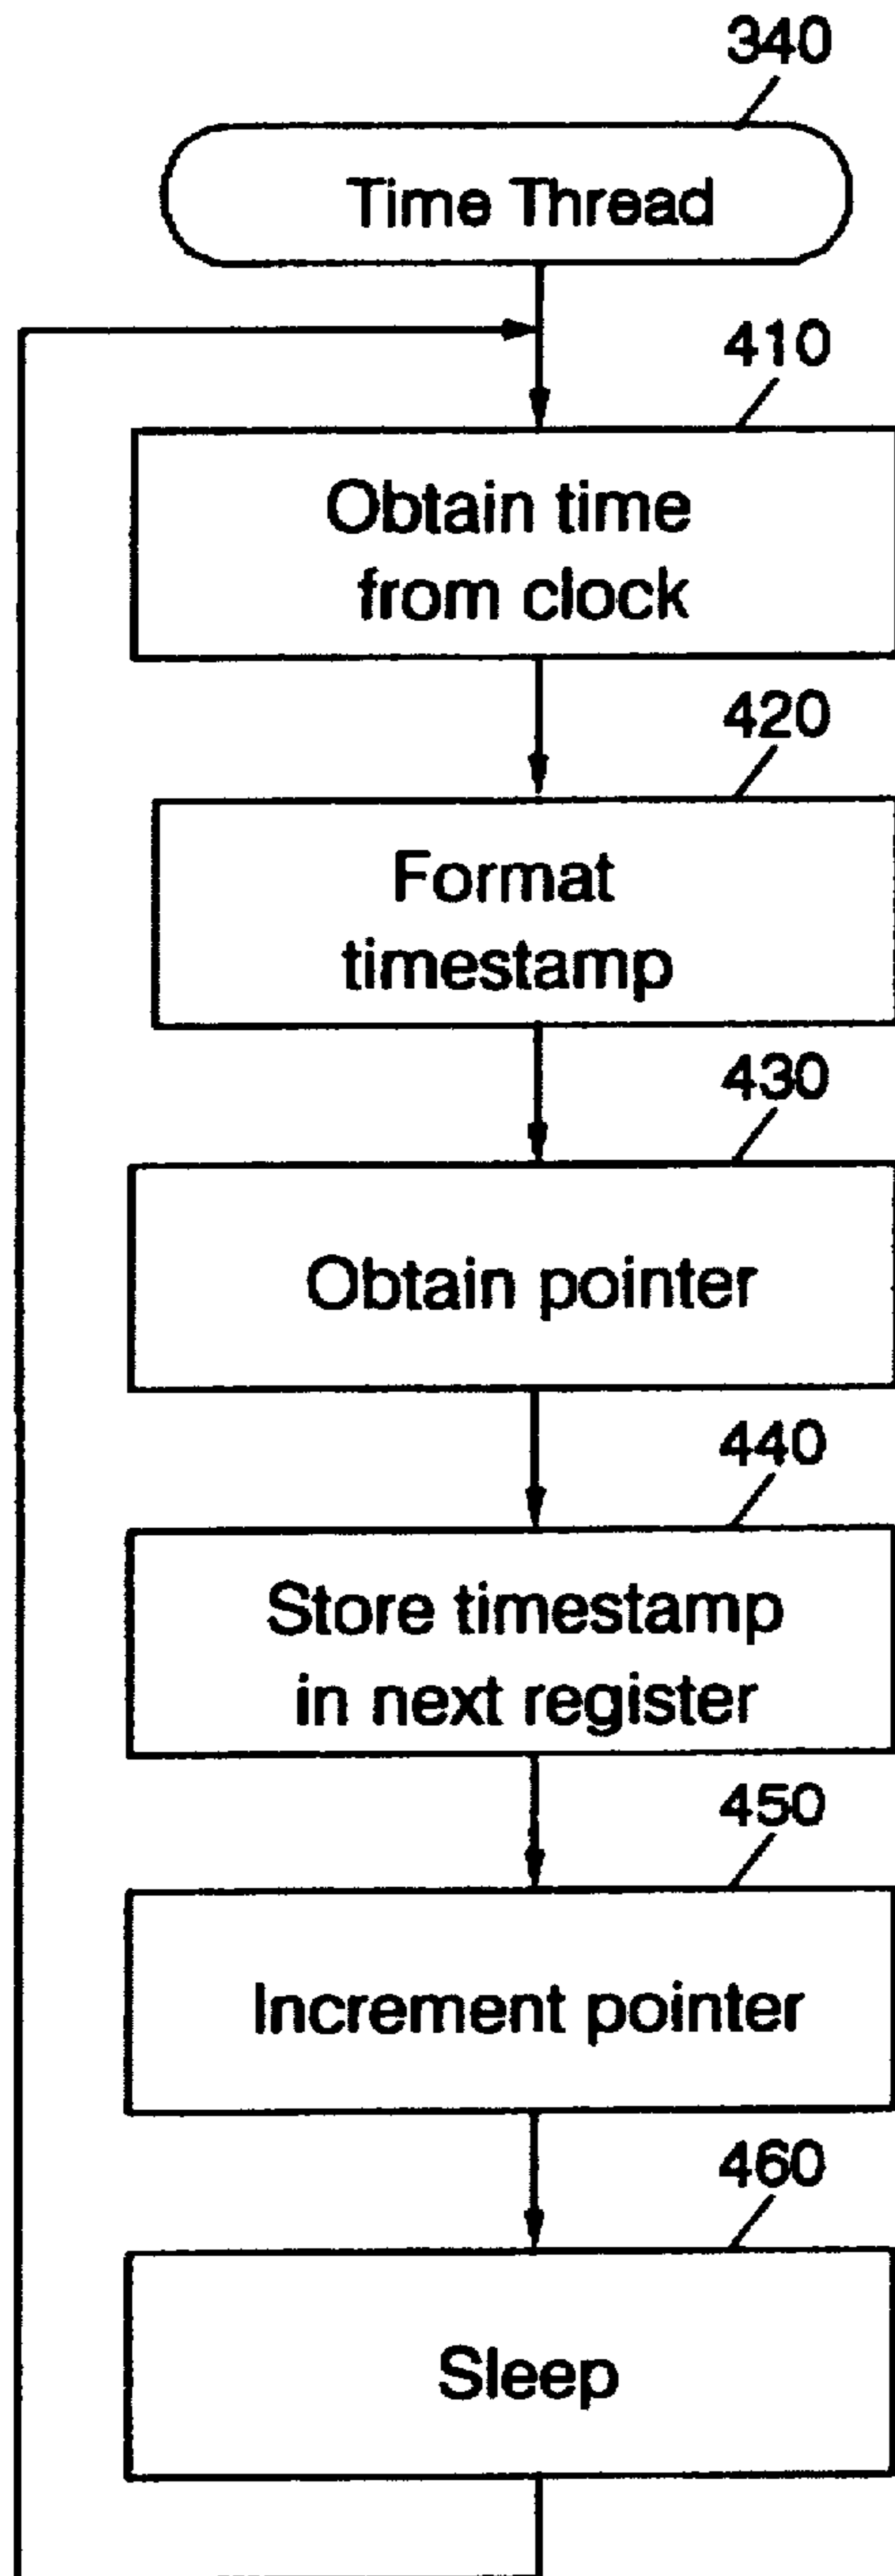 340
Time Thread
410
Obtain time
from clock
420
Format
timestamp
430
Obtain pointer
440
Store timestamp
in next register
450
Increment pointer
460
Sleep